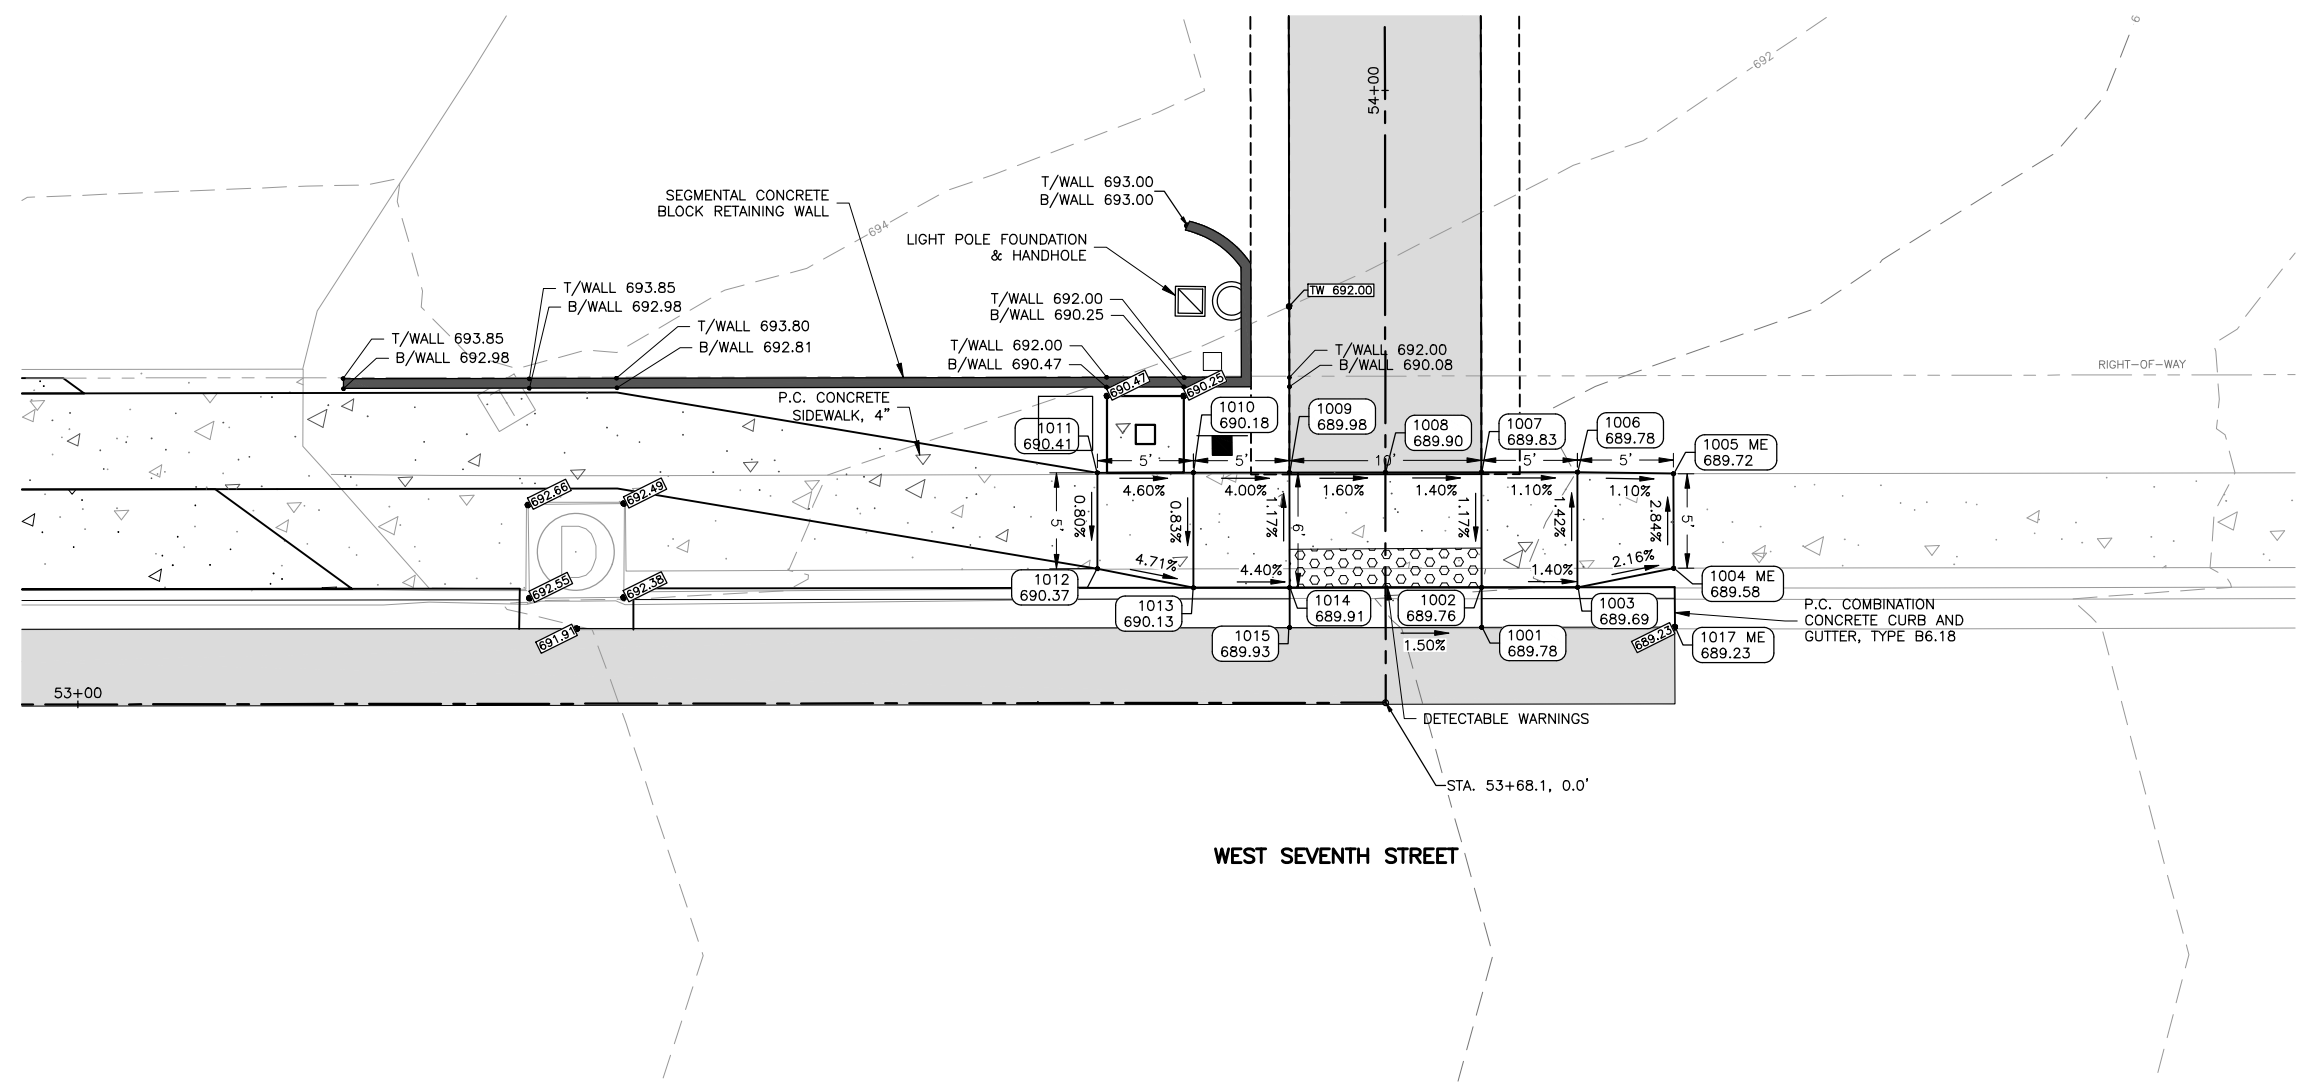 54+00
692
6
T/WALL 693.00
B/WALL 693.00
SEGMENTAL CONCRETE
BLOCK RETAINING WALL
694
LIGHT POLE FOUNDATION
& HANDHOLE
T/WALL 693.85
B/WALL 692.98
T/WALL 692.00
B/WALL 690.25
TW 692.00
T/WALL 693.85
B/WALL 692.98
T/WALL 693.80
B/WALL 692.81
T/WALL 692.00
B/WALL 690.47
T/WALL 692.00
B/WALL 690.08
RIGHT-OF-WAY
690.47
690.25
P.C. CONCRETE
SIDEWALK, 4"
1011
690.41
1010
690.18
1009
689.98
1008
689.90
1007
689.83
1006
689.78
1005 ME
689.72
5'
5'
10'
5'
5'
4.60%
4.00%
1.60%
1.40%
1.10%
1.10%
692.66
692.49
5'
0.80%
0.83%
1.17%
6'
1.17%
1.42%
2.84%
5'
D
4.71%
4.40%
1.40%
2.16%
692.55
692.38
1012
690.37
1013
690.13
1014
689.91
1002
689.76
1003
689.69
1004 ME
689.58
P.C. COMBINATION
CONCRETE CURB AND
GUTTER, TYPE B6.18
691.91
1015
689.93
1.50%
1001
689.78
689.23
1017 ME
689.23
53+00
DETECTABLE WARNINGS
STA. 53+68.1, 0.0'
WEST SEVENTH STREET